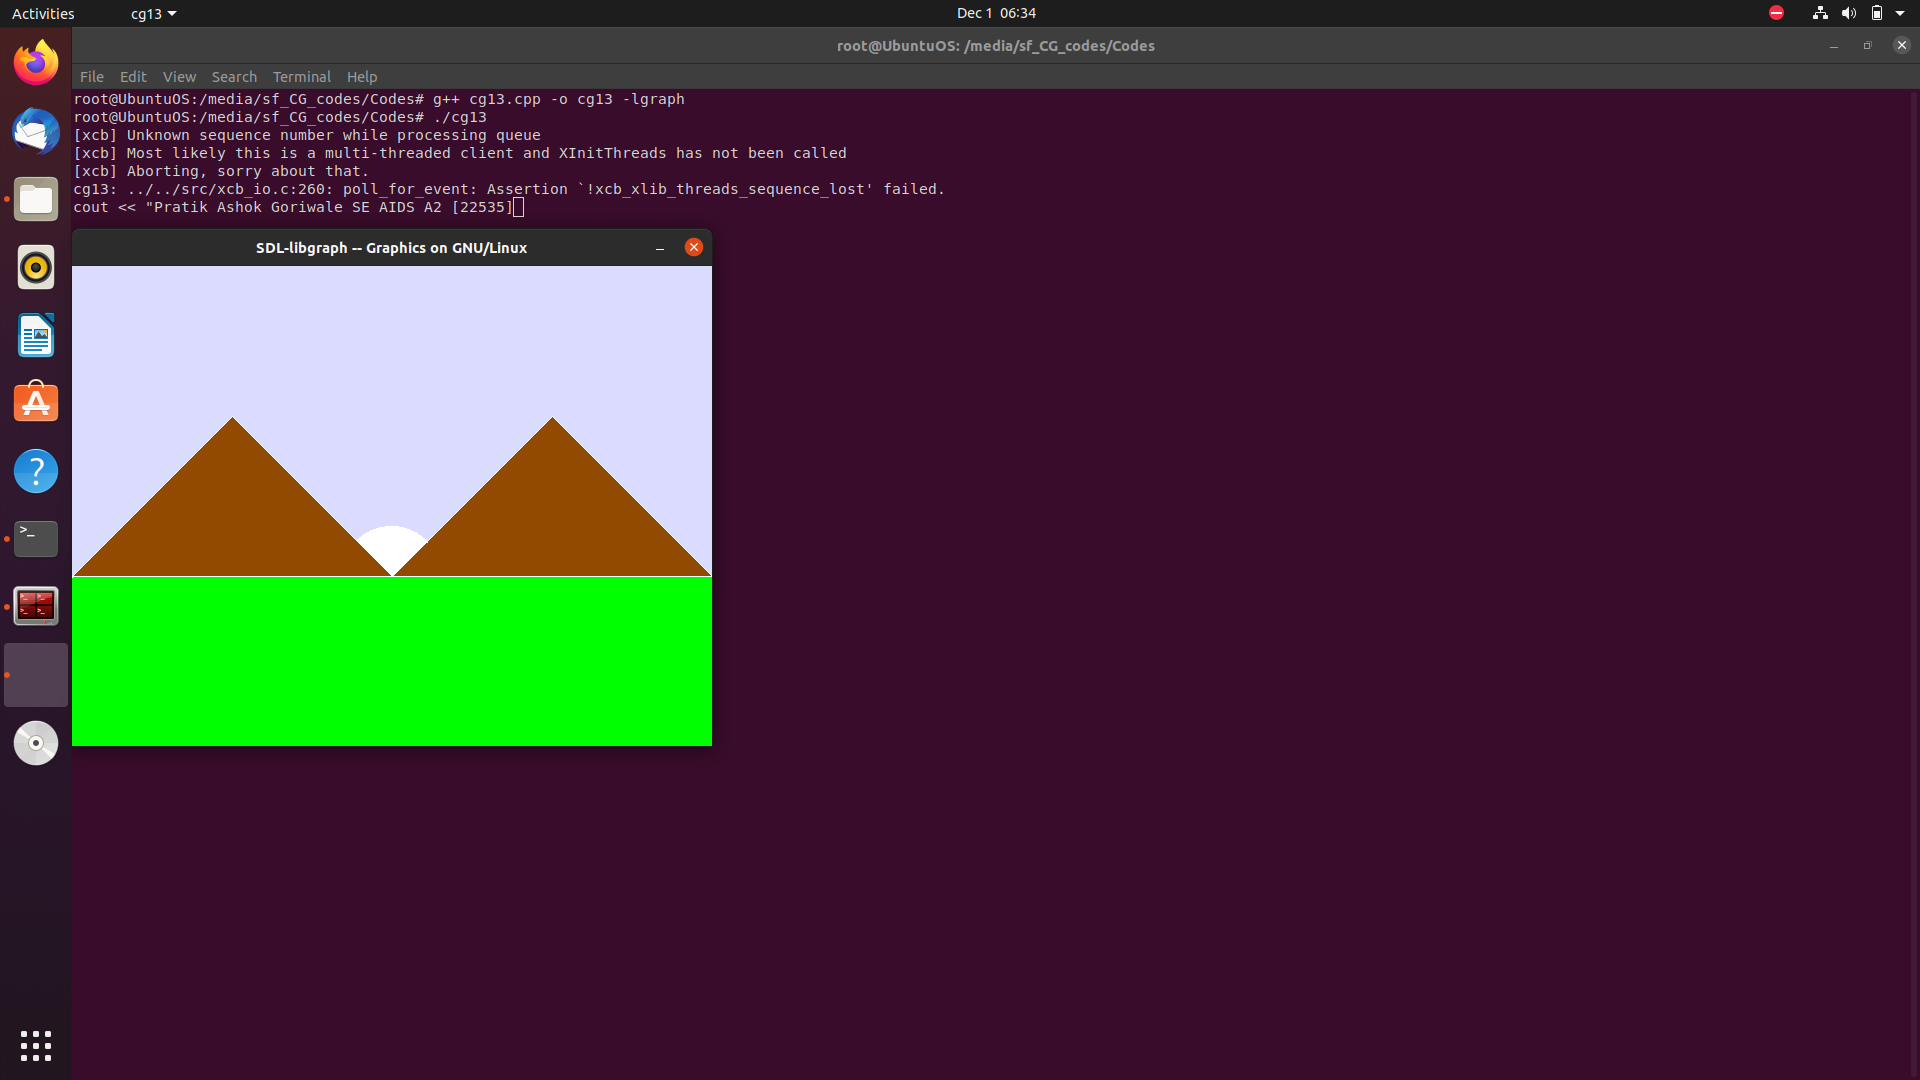 Activities
cg13
Dec 1 06:34
root@UbuntuOS: /media/sf_CG_codes/Codes
File Edit View Search Terminal Help
root@UbuntuOS:/media/sf_CG_codes/Codes# g++ cg13.cpp -o cg13 -lgraph
root@UbuntuOS:/media/sf_CG_codes/Codes# ./cg13
[xcb] Unknown sequence number while processing queue
[xcb] Most likely this is a multi-threaded client and XInitThreads has not been called
[xcb] Aborting, sorry about that.
cg13: ../../src/xcb_io.c:260: poll_for_event: Assertion `!xcb_xlib_threads_sequence_lost' failed.
cout << "Pratik Ashok Goriwale SE AIDS A2 [22535]
SDL-libgraph -- Graphics on GNU/Linux